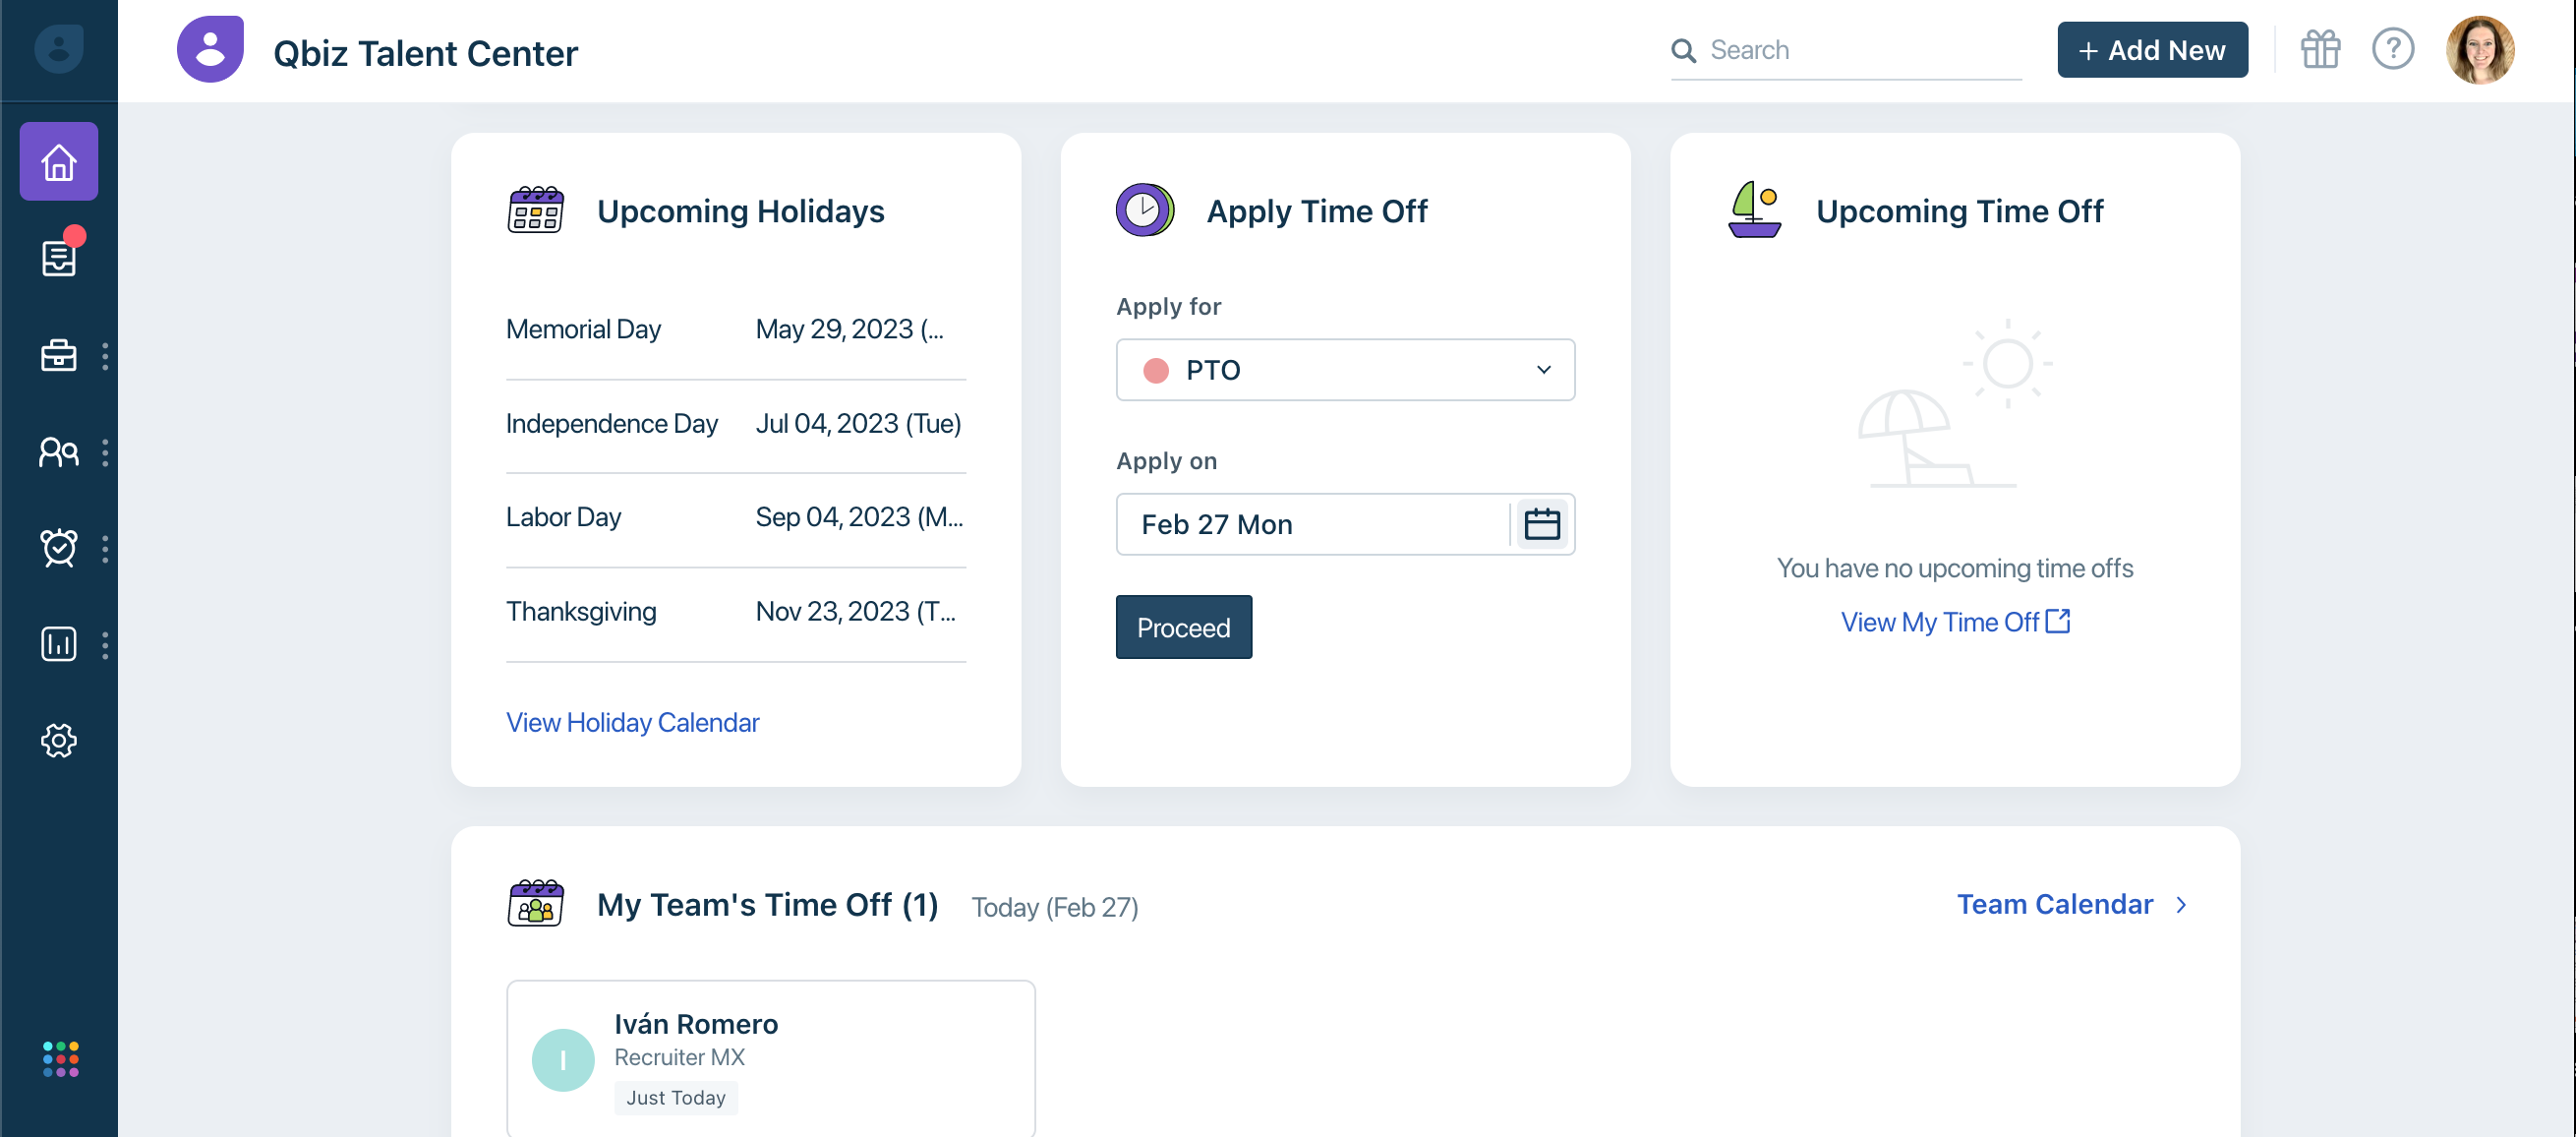 Qbiz Talent Center
Search
+ Add New
?
Upcoming Holidays
Memorial Day May 29, 2023 (...
Independence Day Jul 04, 2023 (Tue)
Labor Day Sep 04, 2023 (M...
Thanksgiving Nov 23, 2023 (T...
View Holiday Calendar
Apply Time Off
Apply for
PTO
Apply on
Feb 27 Mon
Proceed
Upcoming Time Off
You have no upcoming time offs
View My Time Off
My Team's Time Off (1) Today (Feb 27)
Team Calendar
I
Iván Romero
Recruiter MX
Just Today